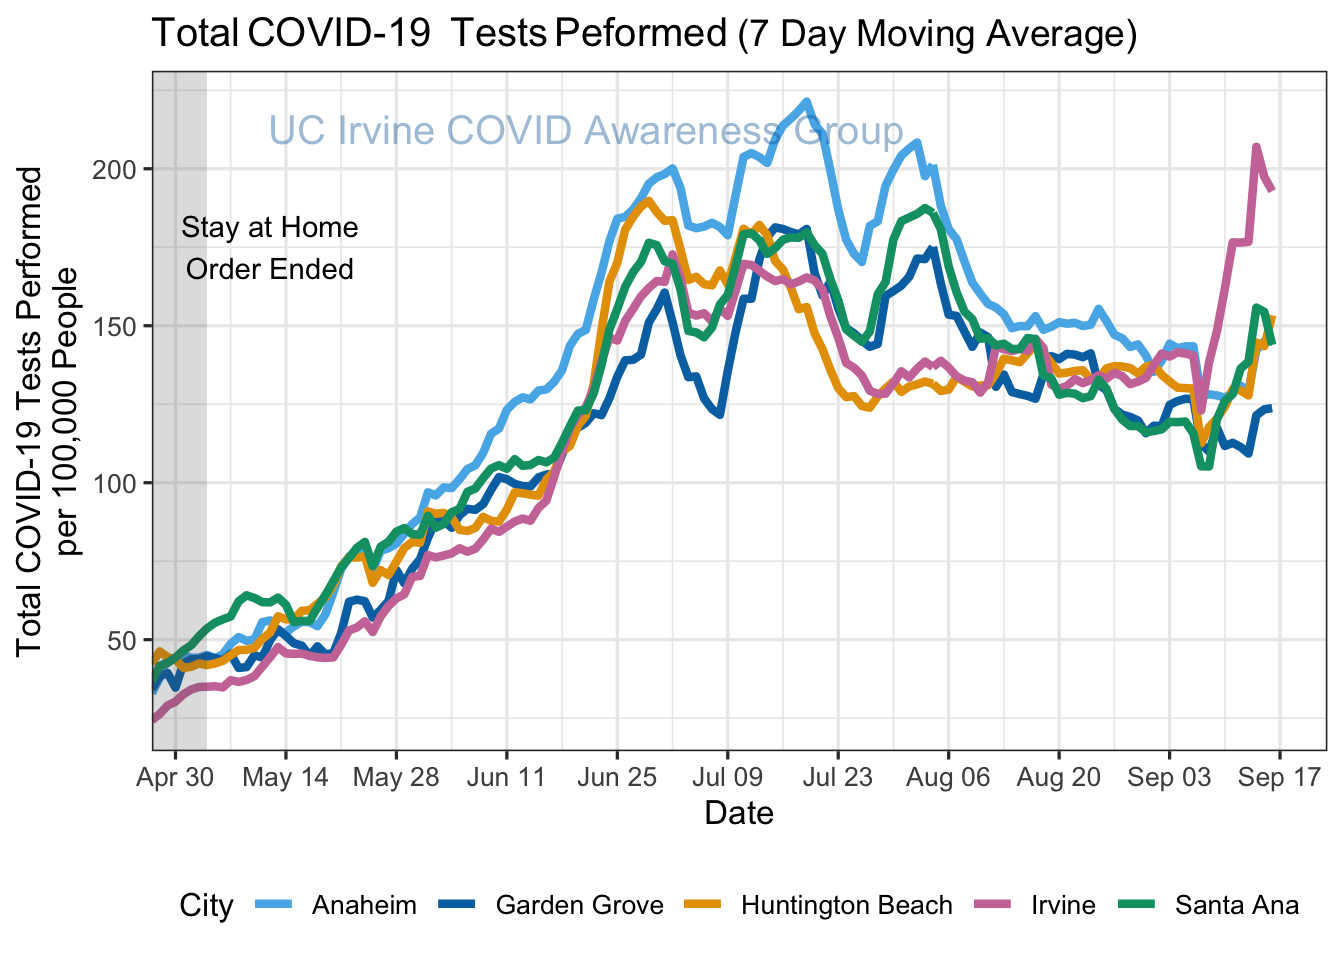 Total COVID-19 Tests Peformed (7 Day Moving Average)
UC Irvine COVID Awareness Group
Stay at Home
Order Ended
Total COVID-19 Tests Performed
per 100,000 People
200
150
100
50
Apr 30 May 14 May 28 Jun 11 Jun 25 Jul 09 Jul 23 Aug 06 Aug 20 Sep 03 Sep 17
Date
City Anaheim Garden Grove Huntington Beach Irvine Santa Ana